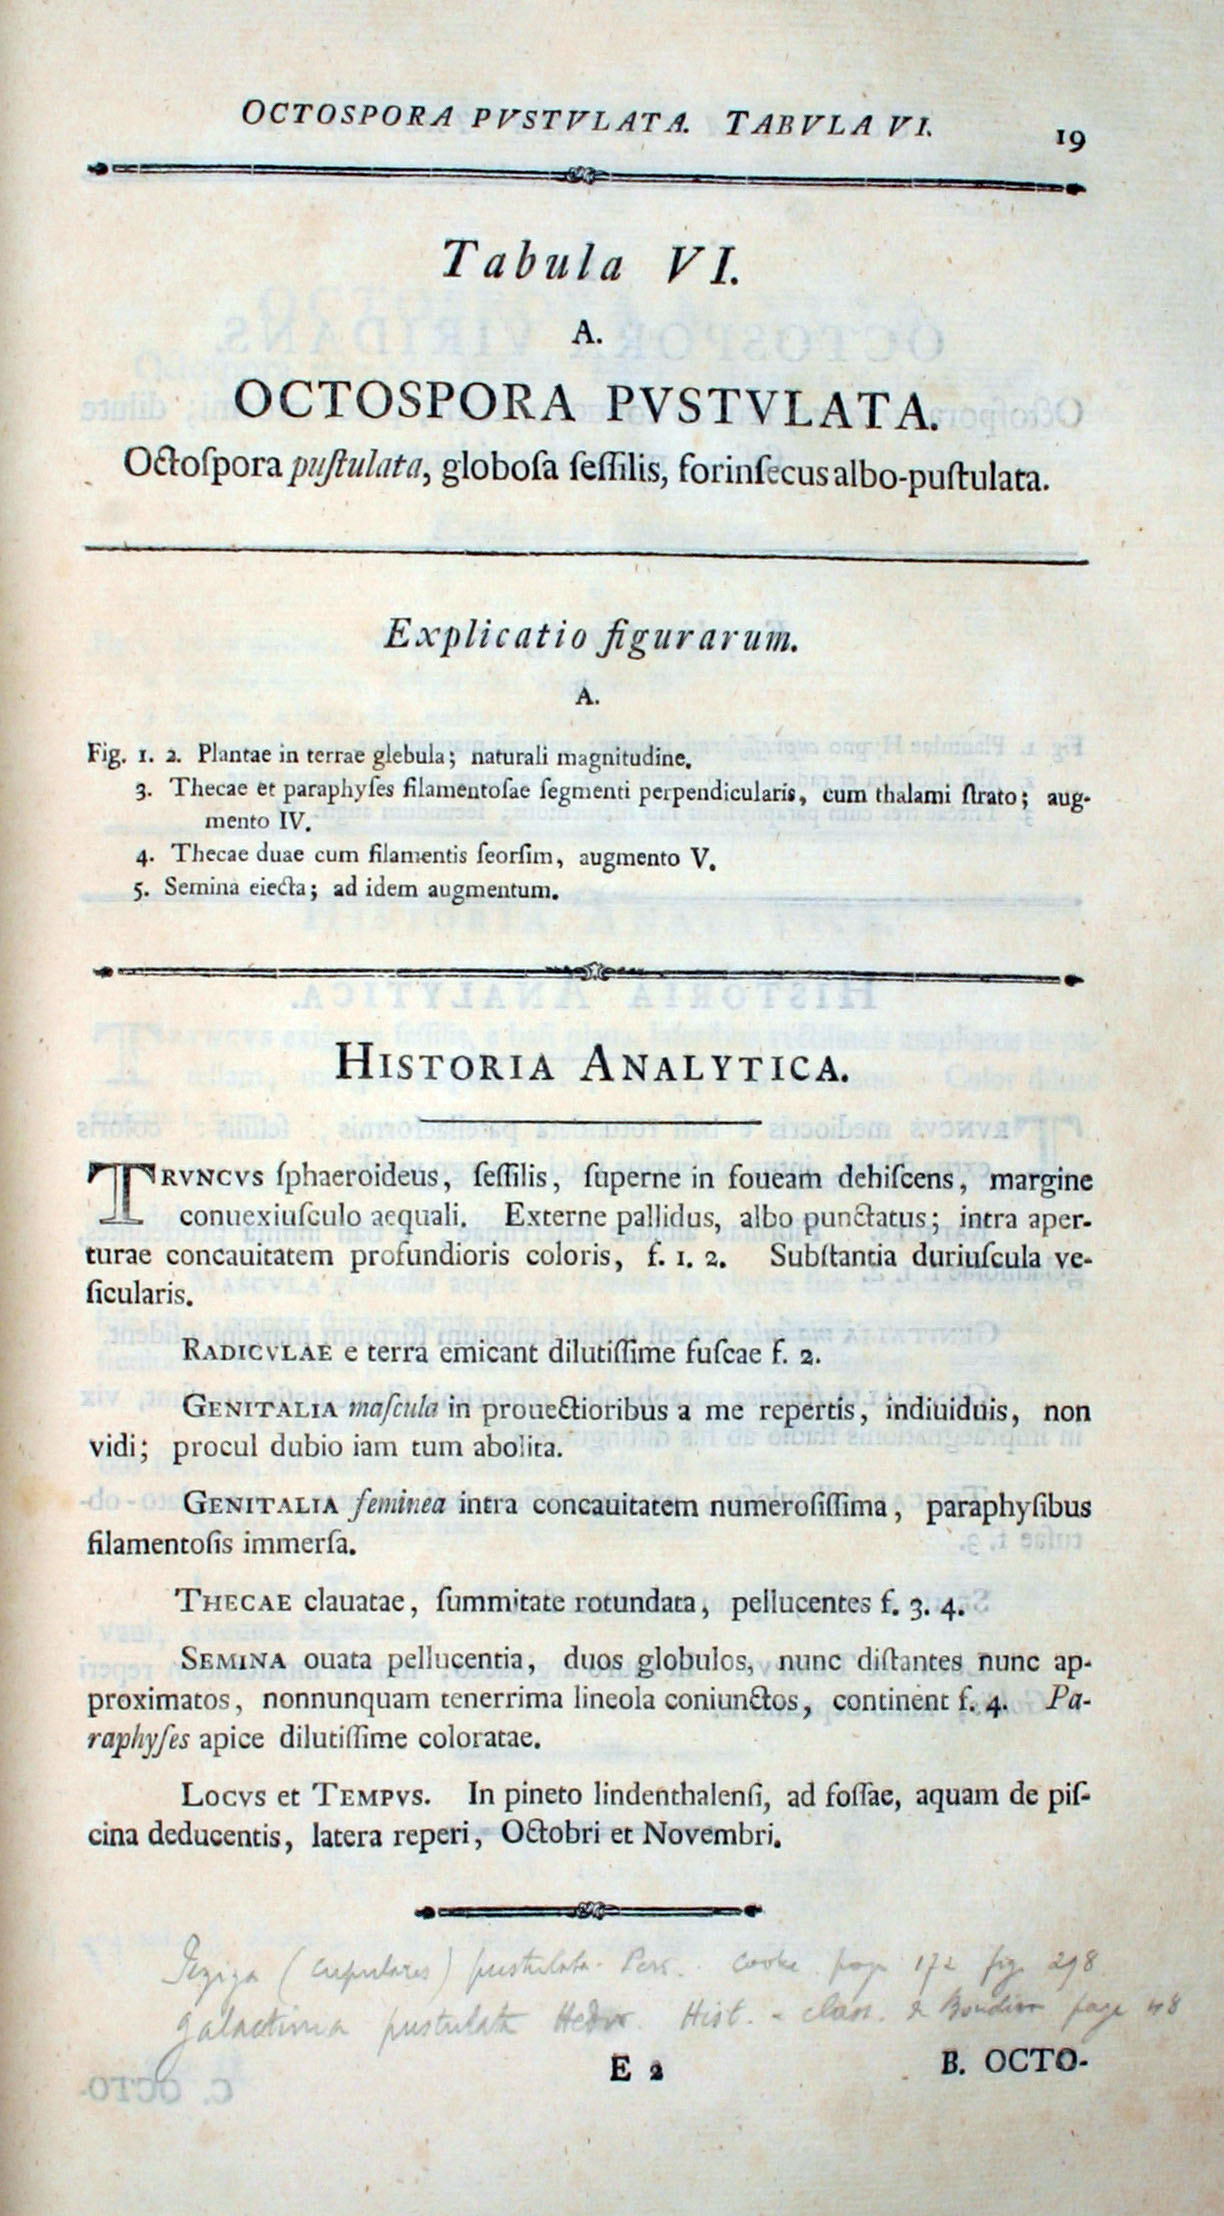 OCTOSPORA PVSTVLATA. TABVLA VI.
19
Tabula VI.
A.
OCTOSPORA PVSTVLATA.
Octoſpora puſtulata, globoſa ſeſſilis, forinſecus albo-puſtulata.
Explicatio figurarum.
A.
Fig. 1. 2. Plantae in terrae glebula; naturali magnitudine.
3. Thecae et paraphyſes filamentoſae ſegmenti perpendicularis, cum thalami ſtrato; aug-
mento IV.
4. Thecae duae cum filamentis ſeorſim, augmento V.
5. Semina eiecta; ad idem augmentum.
HISTORIA ANALYTICA.
TRVNCVS ſphaeroideus, ſeſſilis, ſuperne in foueam dehiſcens, margine
conuexiuſculo aequali. Externe pallidus, albo punctatus; intra aper-
turae concauitatem profundioris coloris, f. 1. 2. Subſtantia duriuſcula ve-
ſicularis.
RADICVLAE e terra emicant dilutiſſime fuſcae f. 2.
GENITALIA maſcula in prouectioribus a me repertis, indiuiduis, non
vidi; procul dubio iam tum abolita.
GENITALIA feminea intra concauitatem numeroſiſſima, paraphyſibus
filamentoſis immerſa.
THECAE clauatae, ſummitate rotundata, pellucentes f. 3. 4.
SEMINA ouata pellucentia, duos globulos, nunc diſtantes nunc ap-
proximatos, nonnunquam tenerrima lineola coniunctos, continent f. 4. Pa-
raphyſes apice dilutiſſime coloratae.
LOCVS et TEMPVS. In pineto lindenthalenſi, ad foſſae, aquam de piſ-
cina deducentis, latera reperi, Octobri et Novembri.
Peziza (cupulares) pustulata Pers. Cooke page 172 fig 298
Galactinia pustulata Hedw. Hist. class. Boudier page 48
E 2
B. OCTO-